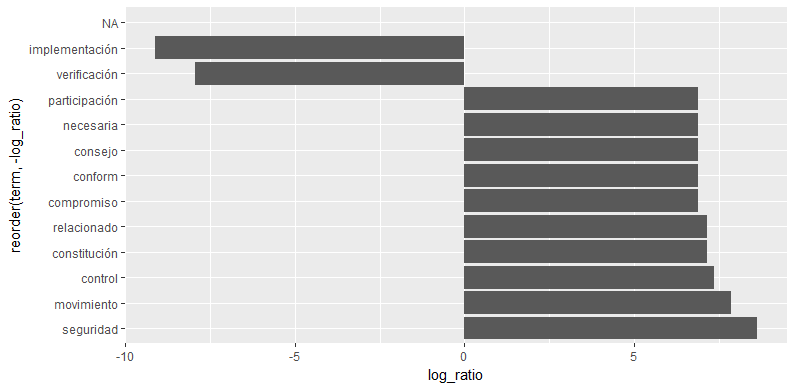 NA
implementación
verificación
participación
necesaria
consejo
conform
compromiso
relacionado
constitución
control
movimiento
seguridad
reorder(term, -log_ratio)
-10
-5
0
5
log_ratio